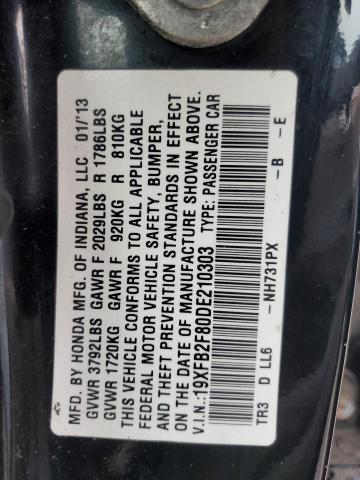 MFD. BY HONDA MFG. OF INDIANA, LLC 01/'13
GVWR 3792LBS GAWR F 2029LBS R 1786LBS
GVWR 1720KG GAWR F 920KG R 810KG
THIS VEHICLE CONFORMS TO ALL APPLICABLE
FEDERAL MOTOR VEHICLE SAFETY, BUMPER,
AND THEFT PREVENTION STANDARDS IN EFFECT
ON THE DATE OF MANUFACTURE SHOWN ABOVE.
V.I.N.:19XFB2F80DE210303 TYPE: PASSENGER CAR
-NH731PX -B -E
TR3 D LL6